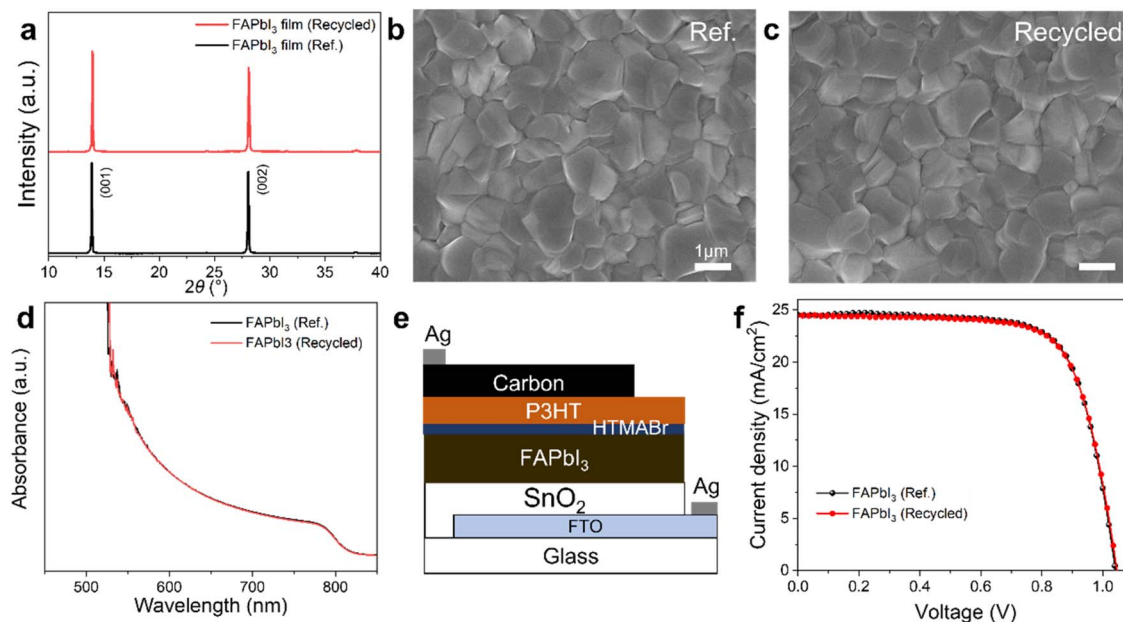 a
FAPbI₃ film (Recycled)
FAPbI₃ film (Ref.)
Intensity (a.u.)
(001)
(002)
10 15 20 25 30 35 40
2θ (°)
b
Ref.
1μm
c
Recycled
d
FAPbI₃ (Ref.)
FAPbI3 (Recycled)
Absorbance (a.u.)
500 600 700 800
Wavelength (nm)
e
Ag
Carbon
P3HT
HTMABr
FAPbI₃
SnO₂
Ag
FTO
Glass
f
25
20
15
10
5
0
Current density (mA/cm²)
FAPbI₃ (Ref.)
FAPbI₃ (Recycled)
0.0 0.2 0.4 0.6 0.8 1.0
Voltage (V)